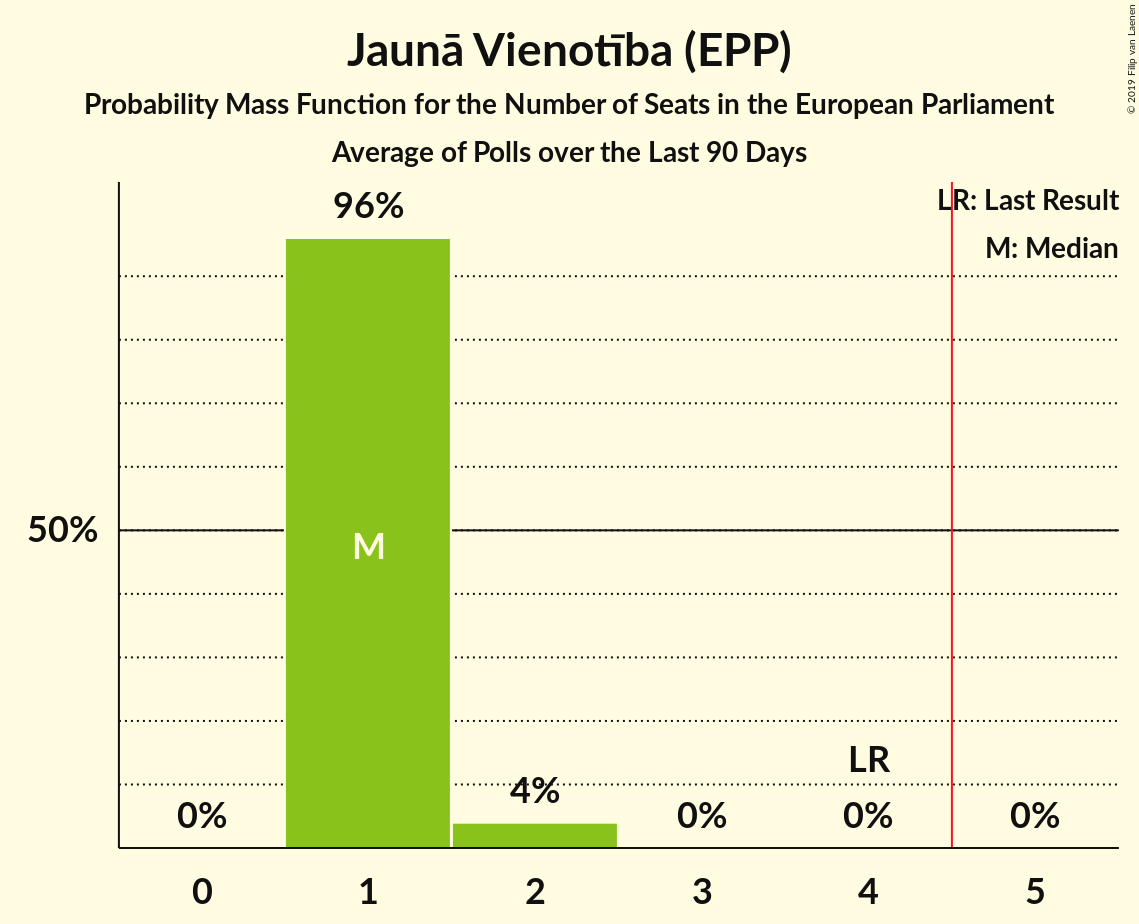 Jaunā Vienotība (EPP)
Probability Mass Function for the Number of Seats in the European Parliament
Average of Polls over the Last 90 Days
© 2019 Filip van Laenen
LR: Last Result
M: Median
96%
50%
M
LR
0%
4%
0%
0%
0%
0
1
2
3
4
5